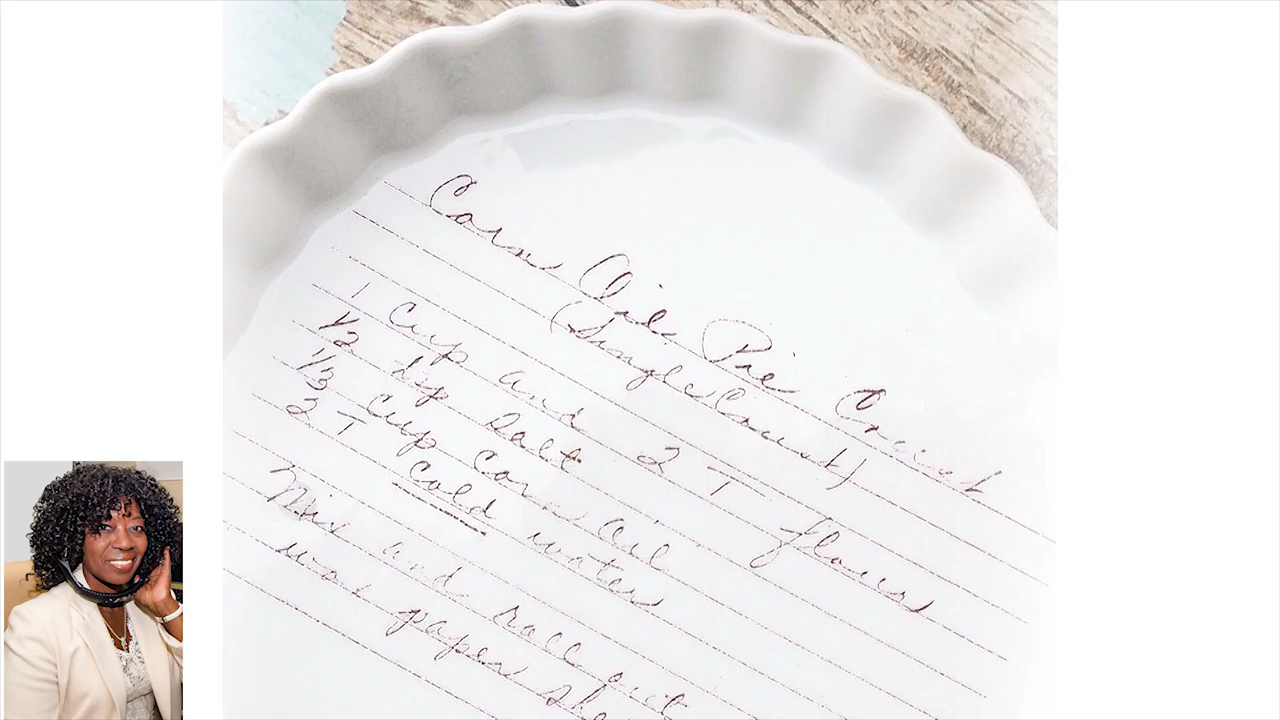 Corn Oil Pie Crust
(Single Crust)
1 Cup and 2 T flour
1/2 tsp Salt
1/3 Cup Corn Oil
2 T Cold water
Mix and roll out
wax paper